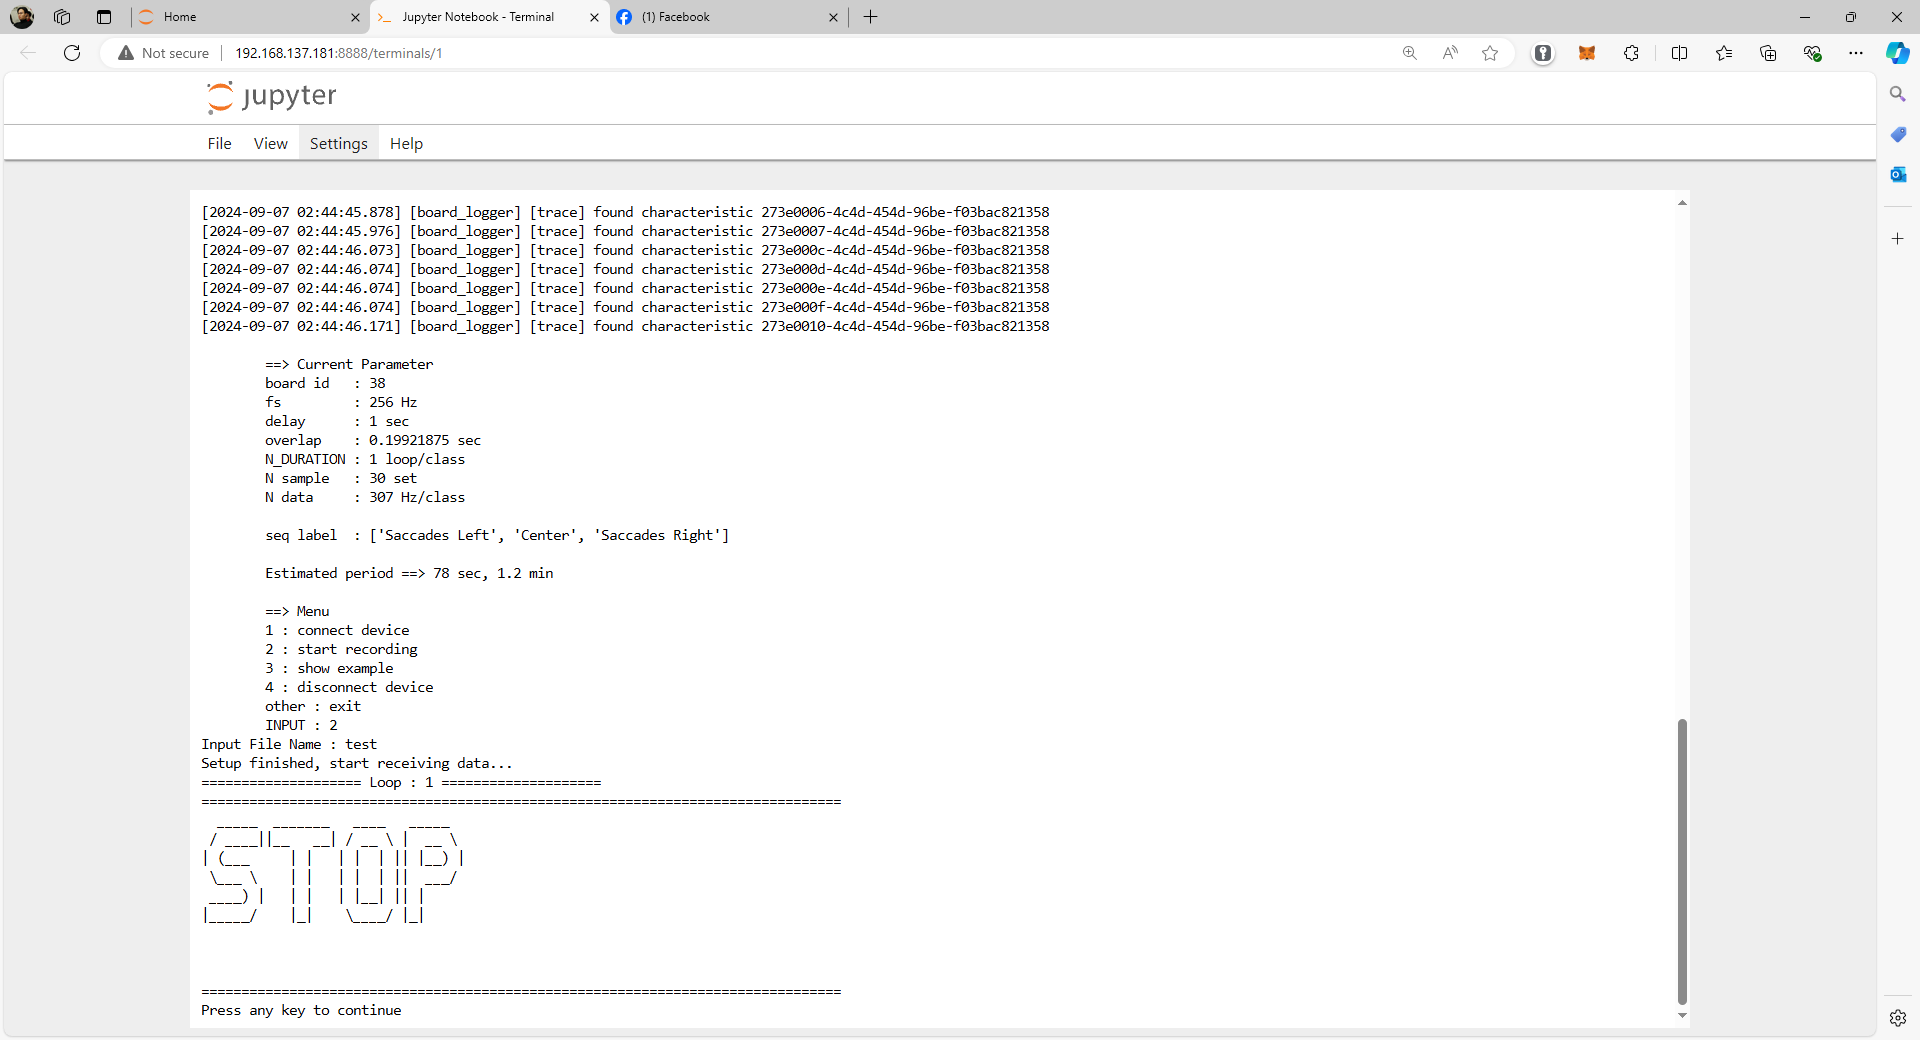 Home
Jupyter Notebook - Terminal
(1) Facebook
Not secure
192.168.137.181:8888/terminals/1
jupyter
File View Settings Help
[2024-09-07 02:44:45.878] [board_logger] [trace] found characteristic 273e0006-4c4d-454d-96be-f03bac821358
[2024-09-07 02:44:45.976] [board_logger] [trace] found characteristic 273e0007-4c4d-454d-96be-f03bac821358
[2024-09-07 02:44:46.073] [board_logger] [trace] found characteristic 273e000c-4c4d-454d-96be-f03bac821358
[2024-09-07 02:44:46.074] [board_logger] [trace] found characteristic 273e000d-4c4d-454d-96be-f03bac821358
[2024-09-07 02:44:46.074] [board_logger] [trace] found characteristic 273e000e-4c4d-454d-96be-f03bac821358
[2024-09-07 02:44:46.074] [board_logger] [trace] found characteristic 273e000f-4c4d-454d-96be-f03bac821358
[2024-09-07 02:44:46.171] [board_logger] [trace] found characteristic 273e0010-4c4d-454d-96be-f03bac821358
==> Current Parameter
board id : 38
fs : 256 Hz
delay : 1 sec
overlap : 0.19921875 sec
N_DURATION : 1 loop/class
N sample : 30 set
N data : 307 Hz/class
seq label : ['Saccades Left', 'Center', 'Saccades Right']
Estimated period ==> 78 sec, 1.2 min
==> Menu
1 : connect device
2 : start recording
3 : show example
4 : disconnect device
other : exit
INPUT : 2
Input File Name : test
Setup finished, start receiving data...
==================== Loop : 1 ====================
================================================================================
STOP
================================================================================
Press any key to continue